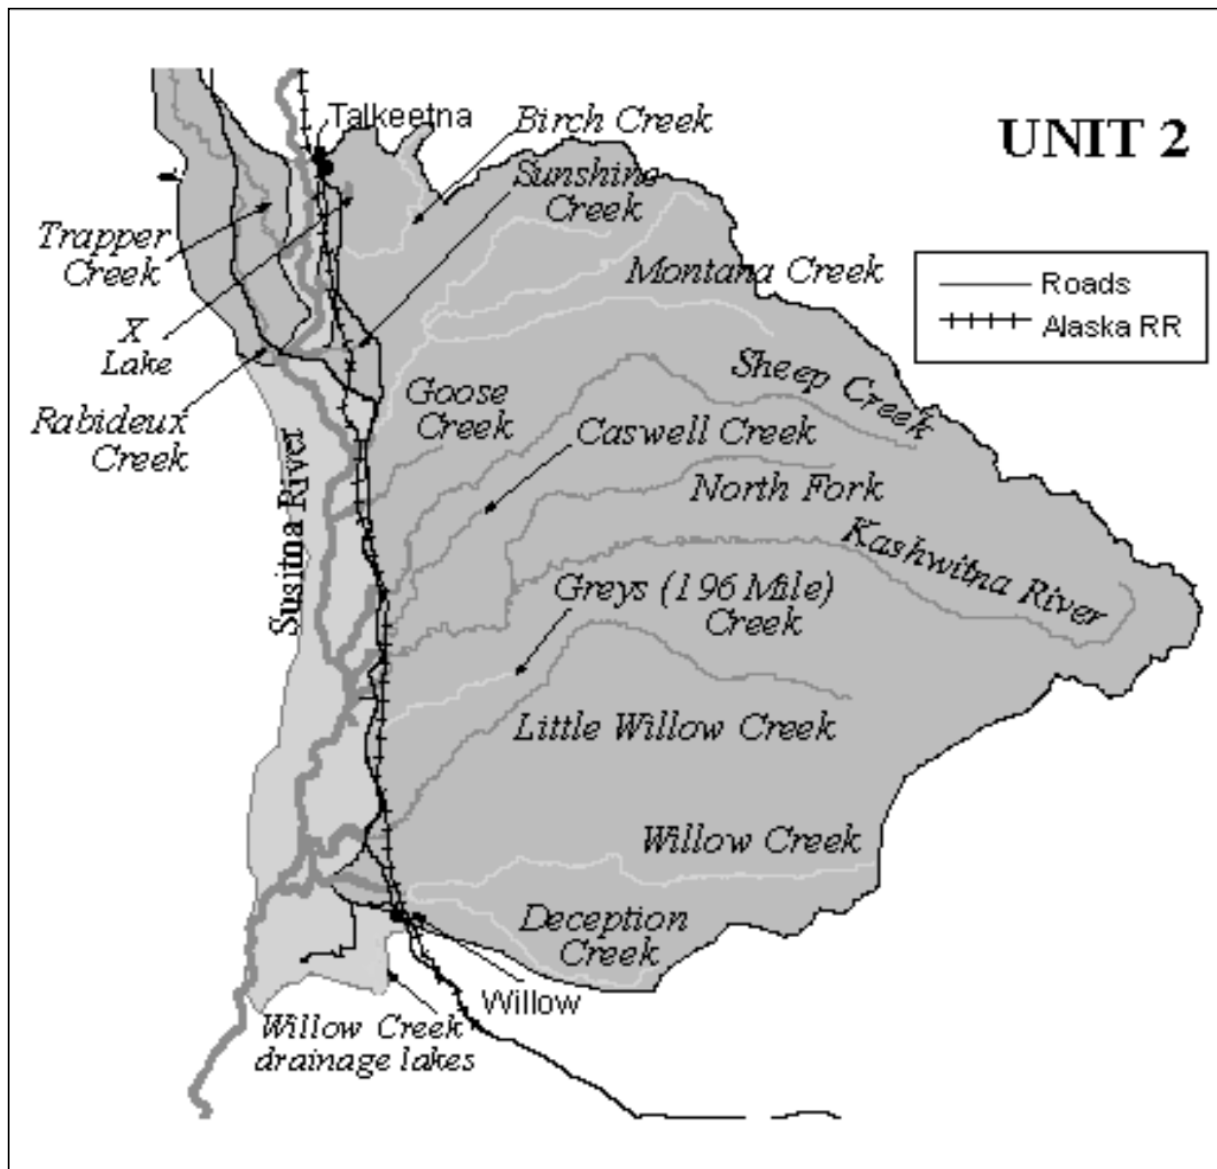 UNIT 2
Talkeetna
Birch Creek
Sunshine
Creek
Trapper
Creek
Montana Creek
Roads
Alaska RR
X
Lake
Sheep Creek
Goose
Creek
Rabideux
Creek
Caswell Creek
Susitna River
North Fork
Kashwitna River
Greys (196 Mile)
Creek
Little Willow Creek
Willow Creek
Deception
Creek
Willow
Willow Creek
drainage lakes